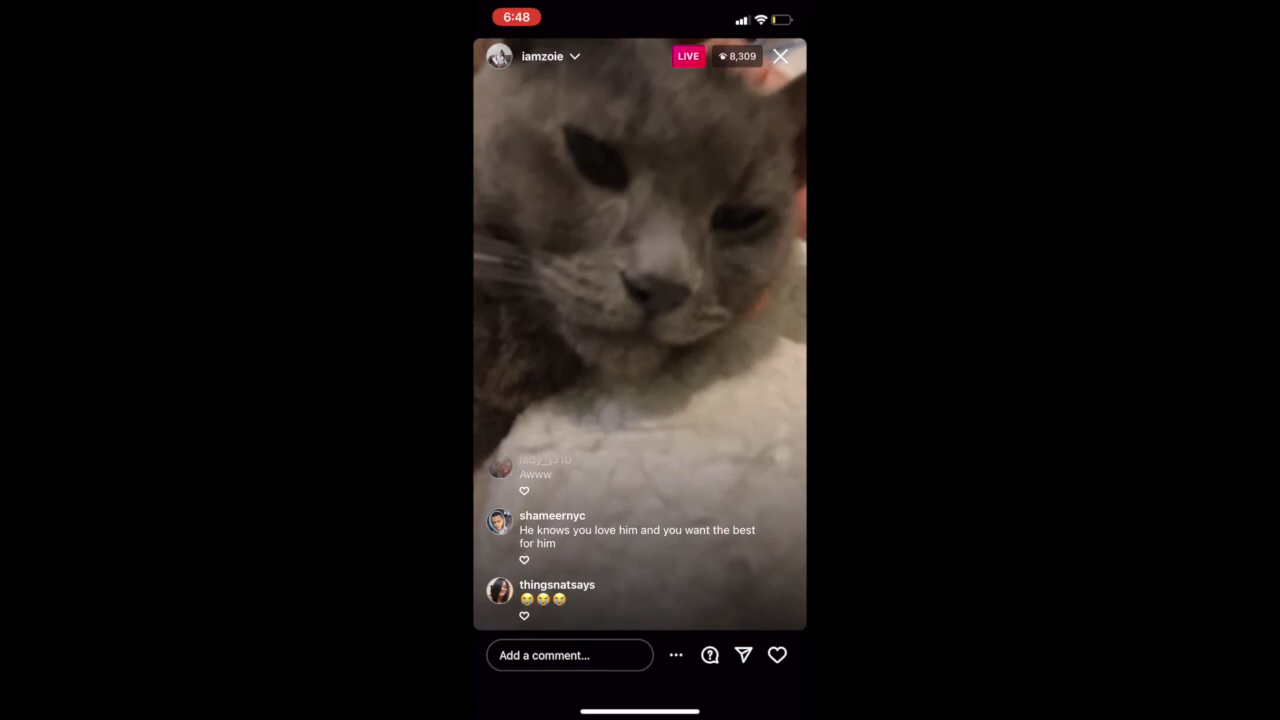 6:48
iamzoie
LIVE
8,309
lady_j310
Awww
shameernyc
He knows you love him and you want the best
for him
thingsnatsays
😭😭😭
Add a comment...